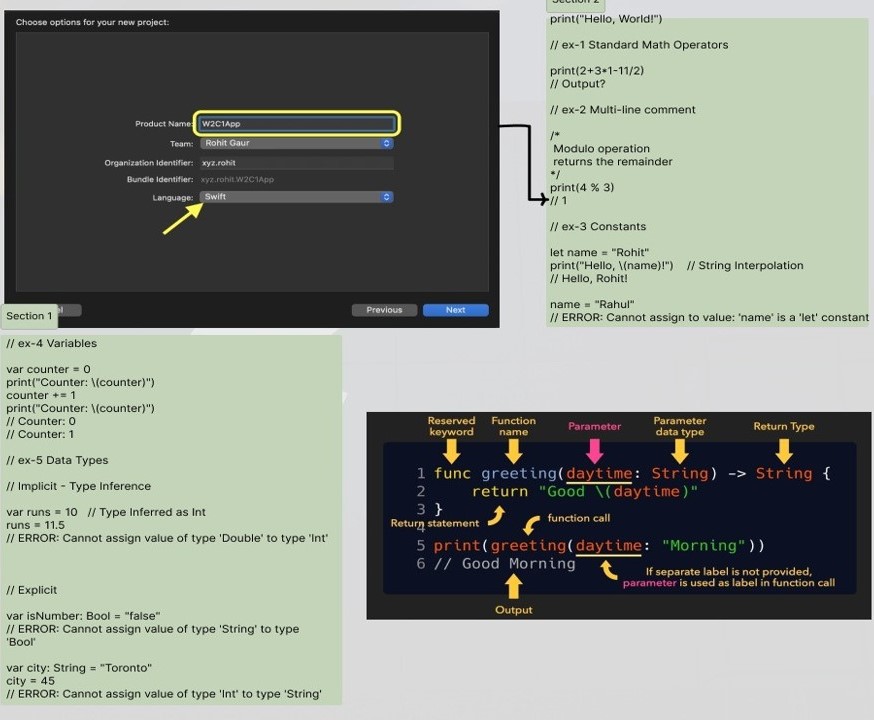 Choose options for your new project:
Product Name: W2C1App
Team: Rohit Gaur
Organization Identifier: xyz.rohit
Bundle Identifier: xyz.rohit.W2C1App
Language: Swift
Previous
Next
Section 1
Section 2
print("Hello, World!")
// ex-1 Standard Math Operators
print(2+3*1-11/2)
// Output?
// ex-2 Multi-line comment
/*
Modulo operation
returns the remainder
*/
print(4 % 3)
// 1
// ex-3 Constants
let name = "Rohit"
print("Hello, \(name)!") // String Interpolation
// Hello, Rohit!
name = "Rahul"
// ERROR: Cannot assign to value: 'name' is a 'let' constant
// ex-4 Variables
var counter = 0
print("Counter: \(counter)")
counter += 1
print("Counter: \(counter)")
// Counter: 0
// Counter: 1
// ex-5 Data Types
// Implicit - Type Inference
var runs = 10 // Type Inferred as Int
runs = 11.5
// ERROR: Cannot assign value of type 'Double' to type 'Int'
// Explicit
var isNumber: Bool = "false"
// ERROR: Cannot assign value of type 'String' to type
'Bool'
var city: String = "Toronto"
city = 45
// ERROR: Cannot assign value of type 'Int' to type 'String'
Reserved keyword
Function name
Parameter
Parameter data type
Return Type
1 func greeting(daytime: String) -> String {
2 return "Good \(daytime)"
3 }
Return statement
function call
4
5 print(greeting(daytime: "Morning"))
6 // Good Morning
If separate label is not provided,
parameter is used as label in function call
Output